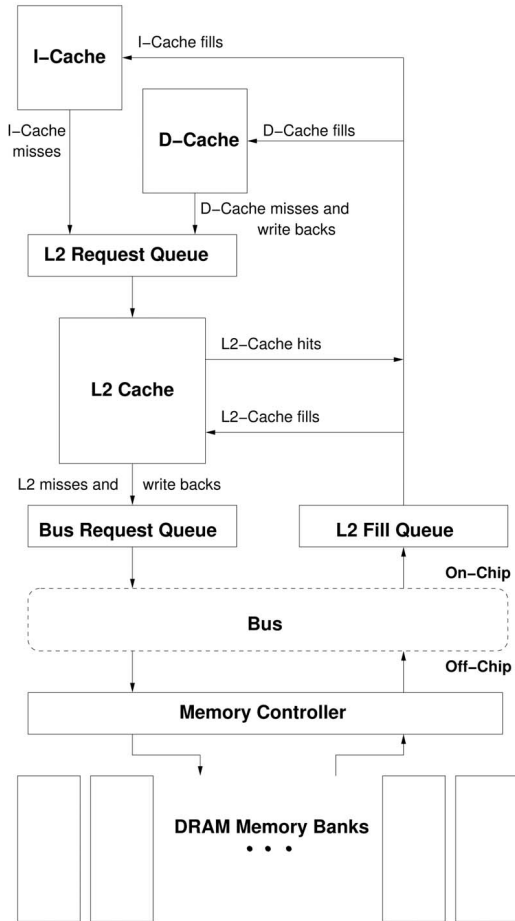 I−Cache fills
I−Cache
I−Cache
misses
D−Cache
D−Cache fills
D−Cache misses and
write backs
L2 Request Queue
L2−Cache hits
L2 Cache
L2−Cache fills
L2 misses and write backs
Bus Request Queue
L2 Fill Queue
On−Chip
Bus
Off−Chip
Memory Controller
DRAM Memory Banks
• • •